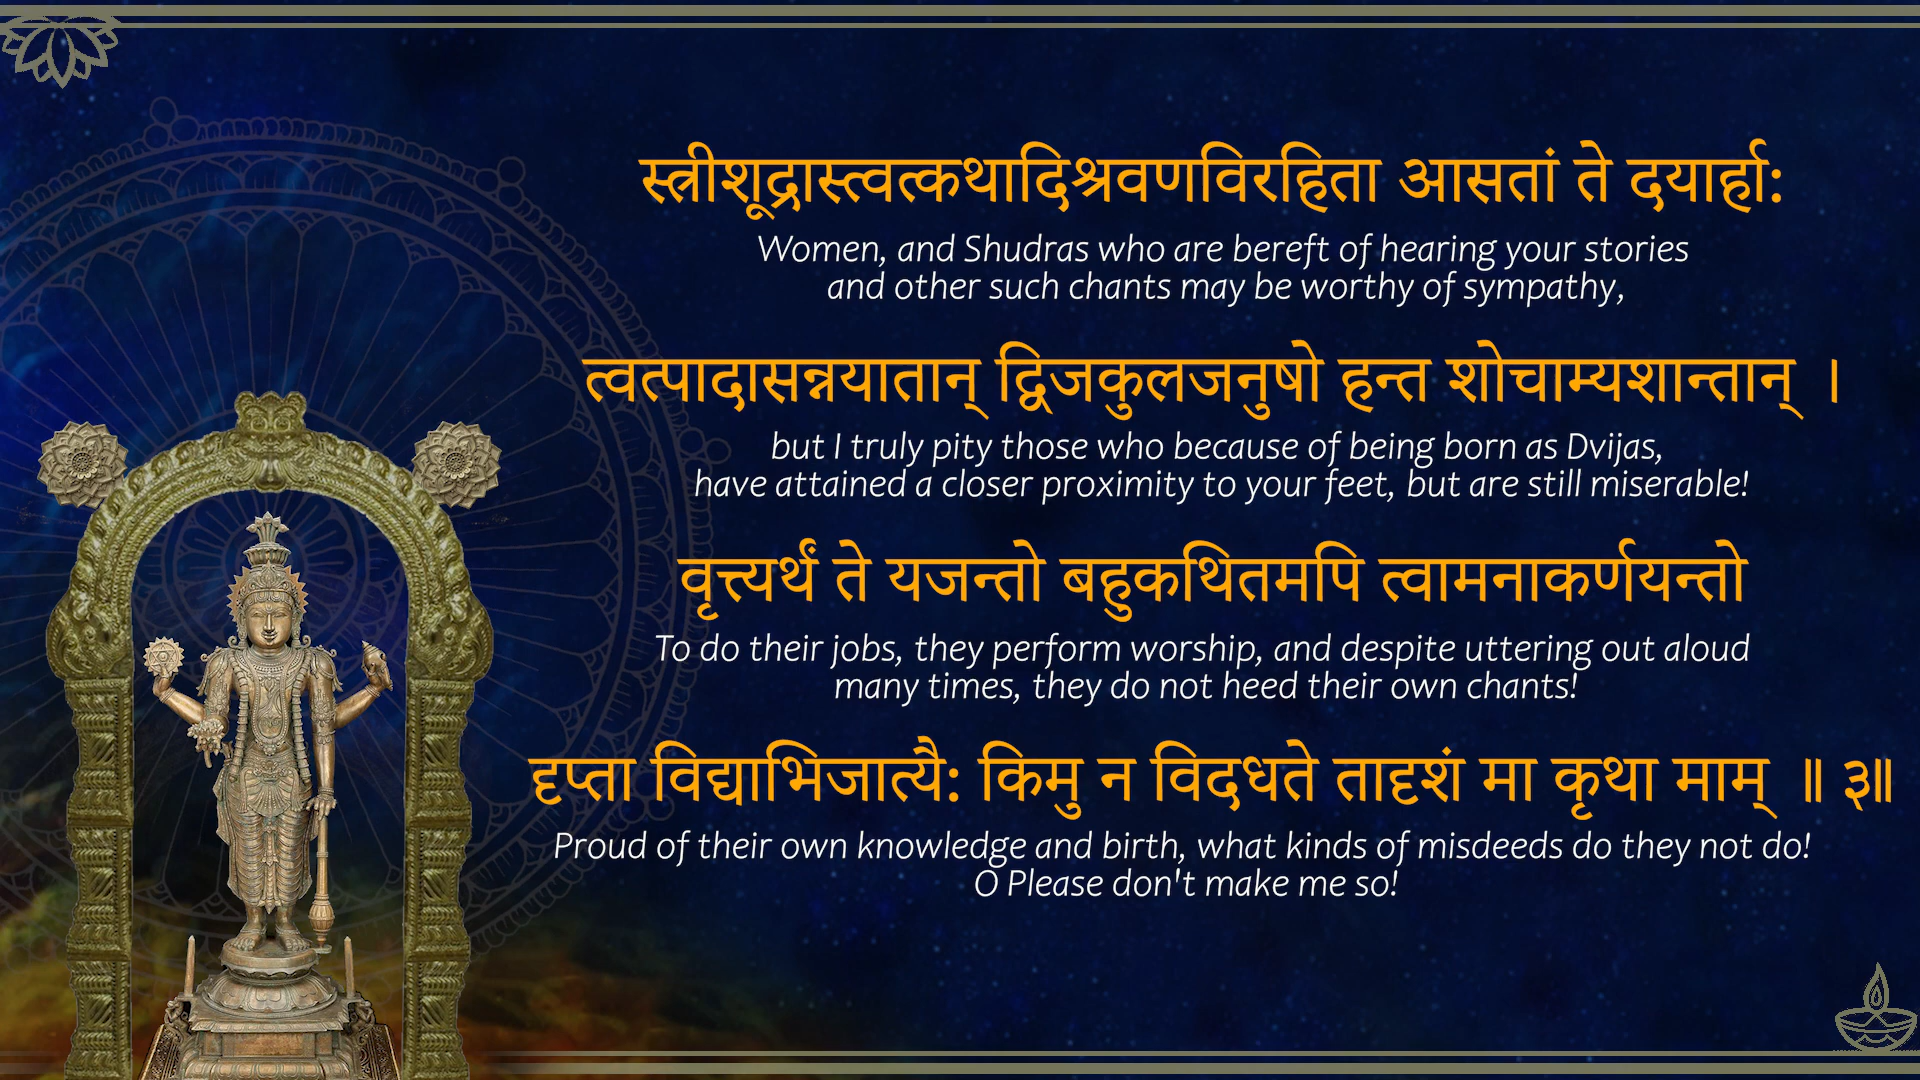 स्त्रीशूद्रास्त्वत्कथादिश्रवणविरहिता आसतां ते दयार्हा:
Women, and Shudras who are bereft of hearing your stories
and other such chants may be worthy of sympathy,
त्वत्पादासन्नयातान् द्विजकुलजनुषो हन्त शोचाम्यशान्तान् ।
but I truly pity those who because of being born as Dvijas,
have attained a closer proximity to your feet, but are still miserable!
वृत्त्यर्थं ते यजन्तो बहुकथितमपि त्वामनाकर्णयन्तो
To do their jobs, they perform worship, and despite uttering out aloud
many times, they do not heed their own chants!
दृप्ता विद्याभिजात्यै: किमु न विदधते तादृशं मा कृथा माम् ॥ ३॥
Proud of their own knowledge and birth, what kinds of misdeeds do they not do!
O Please don't make me so!